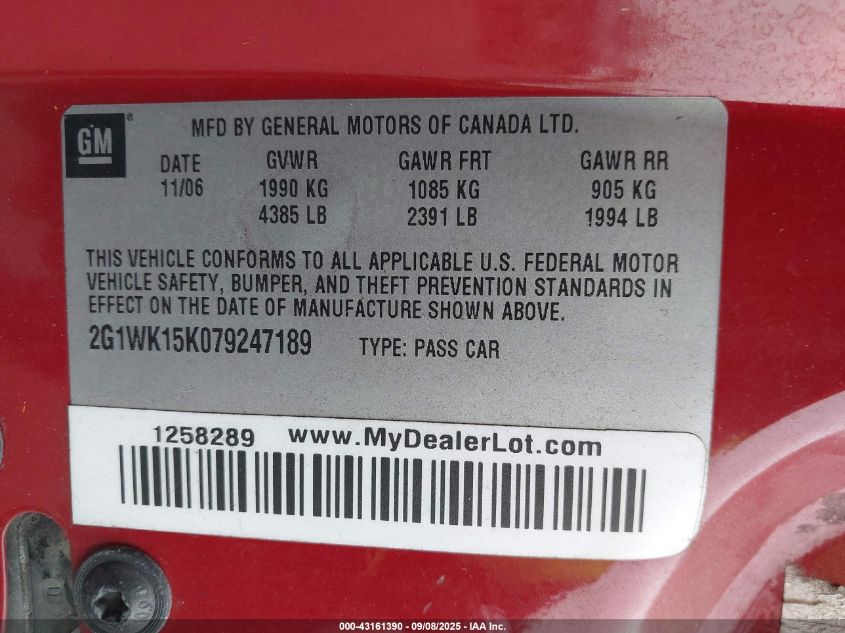 GM
®
MFD BY GENERAL MOTORS OF CANADA LTD.
DATE GVWR GAWR FRT GAWR RR
11/06 1990 KG 1085 KG 905 KG
4385 LB 2391 LB 1994 LB
THIS VEHICLE CONFORMS TO ALL APPLICABLE U.S. FEDERAL MOTOR
VEHICLE SAFETY, BUMPER, AND THEFT PREVENTION STANDARDS IN
EFFECT ON THE DATE OF MANUFACTURE SHOWN ABOVE.
2G1WK15K079247189 TYPE: PASS CAR
1258289 www.MyDealerLot.com
000-43161390 - 09/08/2025 - IAA Inc.